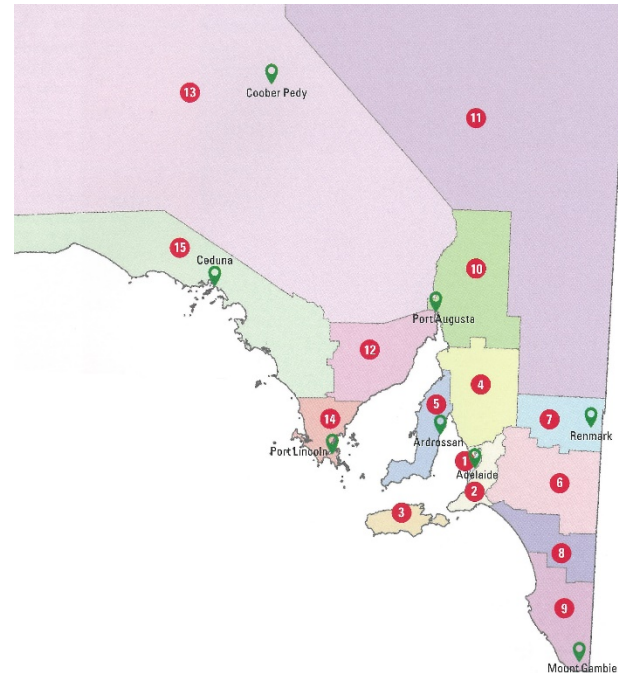 Coober Pedy
13
11
15
Ceduna
10
Port Augusta
12
4
5
7
14
Ardrossan
Renmark
Port Lincoln
1
Adelaide
6
2
3
8
9
Mount Gambie